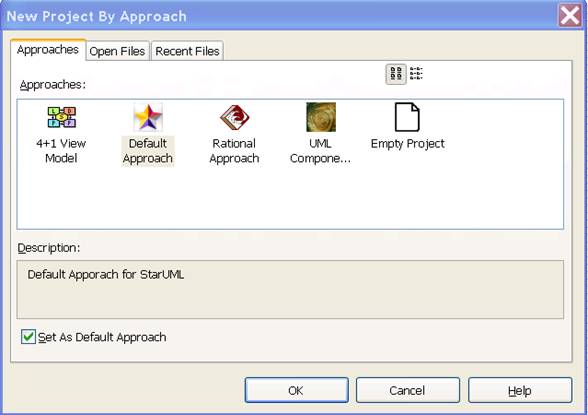 New Project By Approach
Approaches
Open Files
Recent Files
Approaches:
4+1 View
Model
Default
Approach
Rational
Approach
UML
Compone...
Empty Project
Description:
Default Apporach for StarUML
Set As Default Approach
OK
Cancel
Help